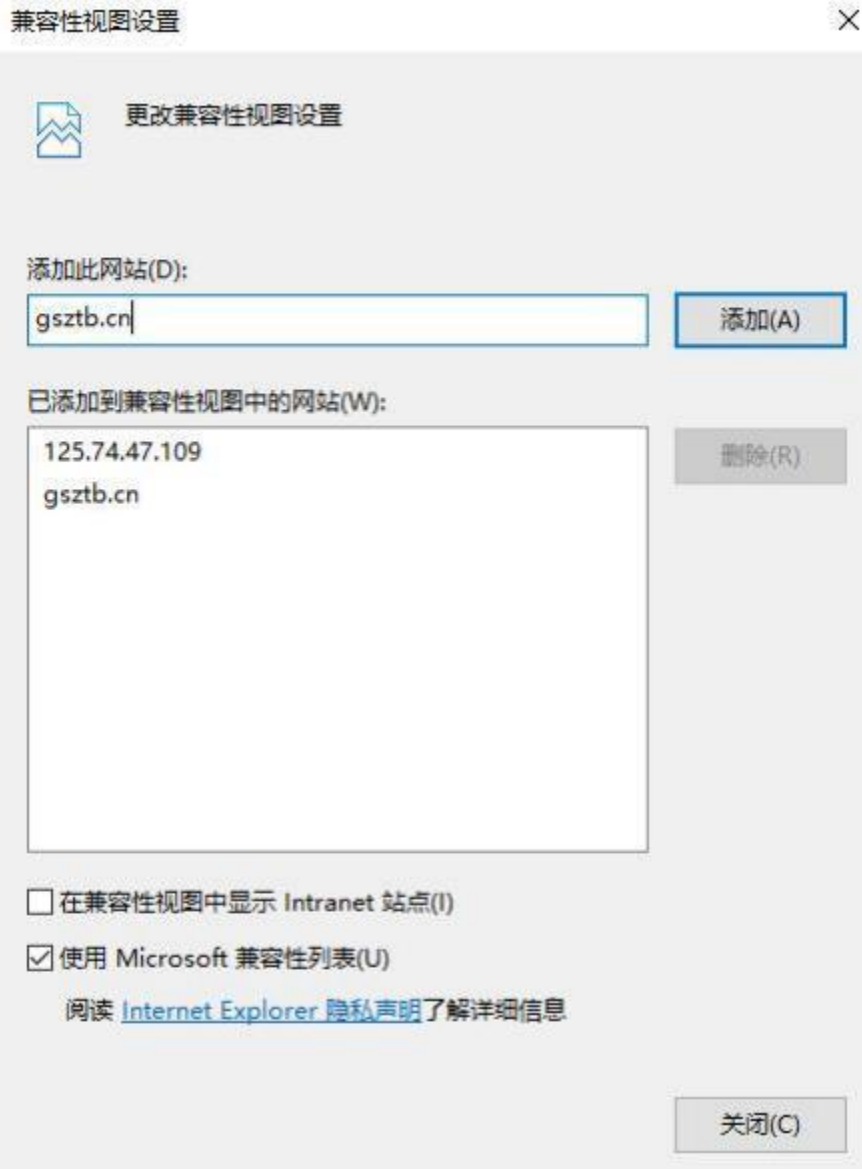 兼容性视图设置
更改兼容性视图设置
添加此网站(D):
gsztb.cn
添加(A)
已添加到兼容性视图中的网站(W):
125.74.47.109
删除(R)
gsztb.cn
在兼容性视图中显示 Intranet 站点(I)
使用 Microsoft 兼容性列表(U)
阅读 Internet Explorer 隐私声明了解详细信息
关闭(C)